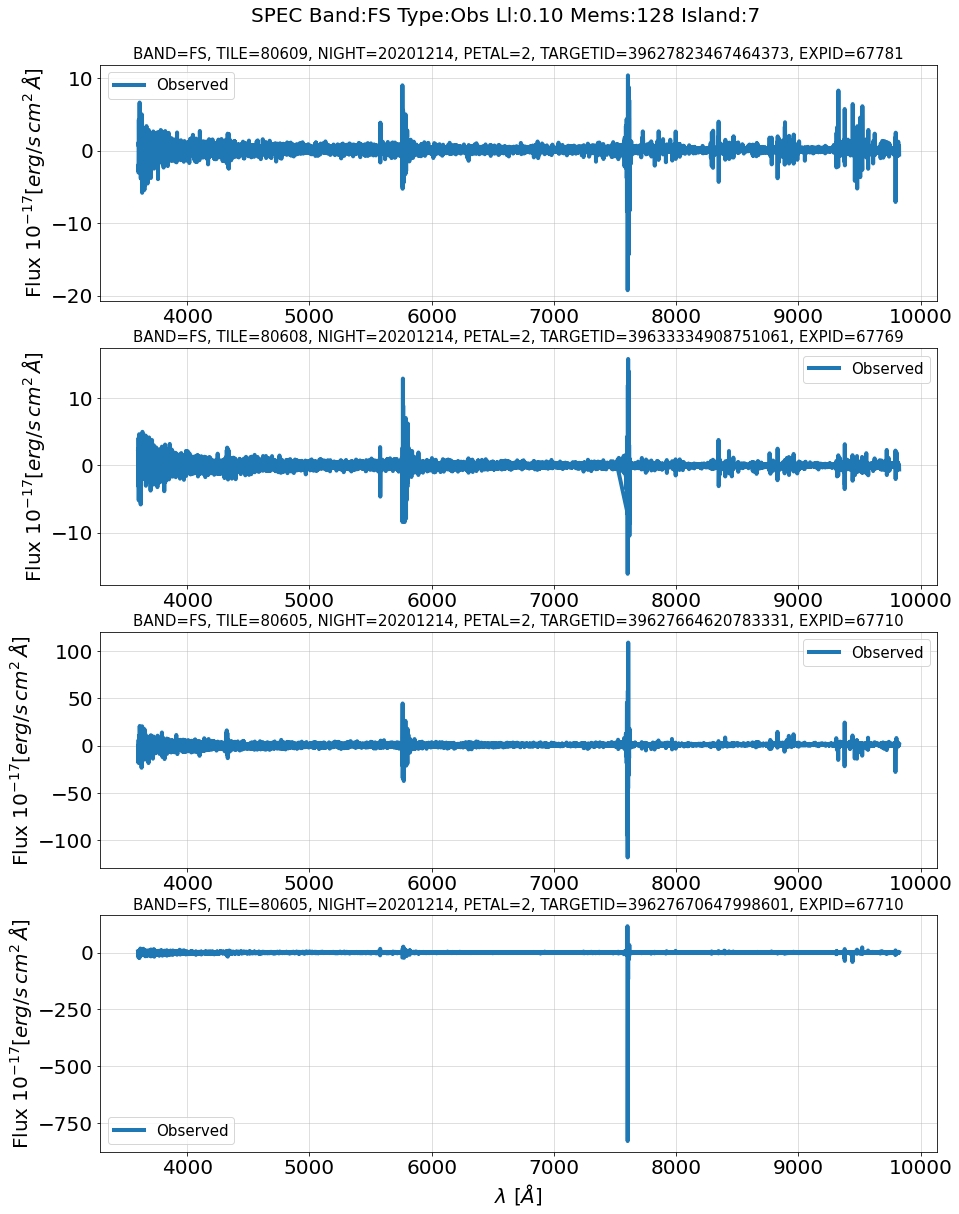 SPEC Band:FS Type:Obs Ll:0.10 Mems:128 Island:7
BAND=FS, TILE=80609, NIGHT=20201214, PETAL=2, TARGETID=39627823467464373, EXPID=67781
Observed
10
0
−10
−20
Flux 10⁻¹⁷[erg/s cm² Å]
4000 5000 6000 7000 8000 9000 10000
BAND=FS, TILE=80608, NIGHT=20201214, PETAL=2, TARGETID=39633334908751061, EXPID=67769
Observed
10
0
−10
Flux 10⁻¹⁷[erg/s cm² Å]
4000 5000 6000 7000 8000 9000 10000
BAND=FS, TILE=80605, NIGHT=20201214, PETAL=2, TARGETID=39627664620783331, EXPID=67710
Observed
100
50
0
−50
−100
Flux 10⁻¹⁷[erg/s cm² Å]
4000 5000 6000 7000 8000 9000 10000
BAND=FS, TILE=80605, NIGHT=20201214, PETAL=2, TARGETID=39627670647998601, EXPID=67710
0
−250
−500
−750
Flux 10⁻¹⁷[erg/s cm² Å]
Observed
4000 5000 6000 7000 8000 9000 10000
λ [Å]